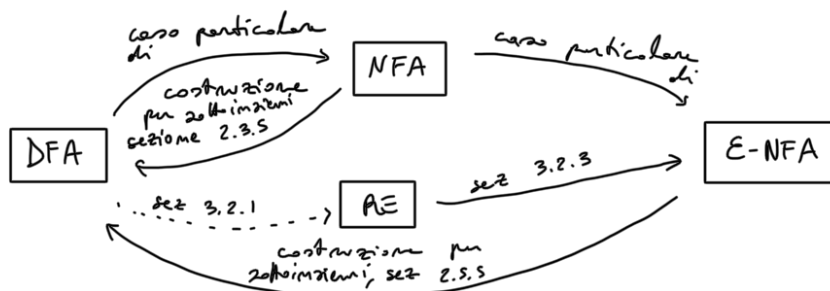 caso particolare
di
NFA
caso particolare
di
costruzione
per sottoinsiemi
sezione 2.3.5
DFA
ε-NFA
sez 3.2.1
RE
sez 3.2.3
costruzione per
sottoinsiemi, sez 2.5.5